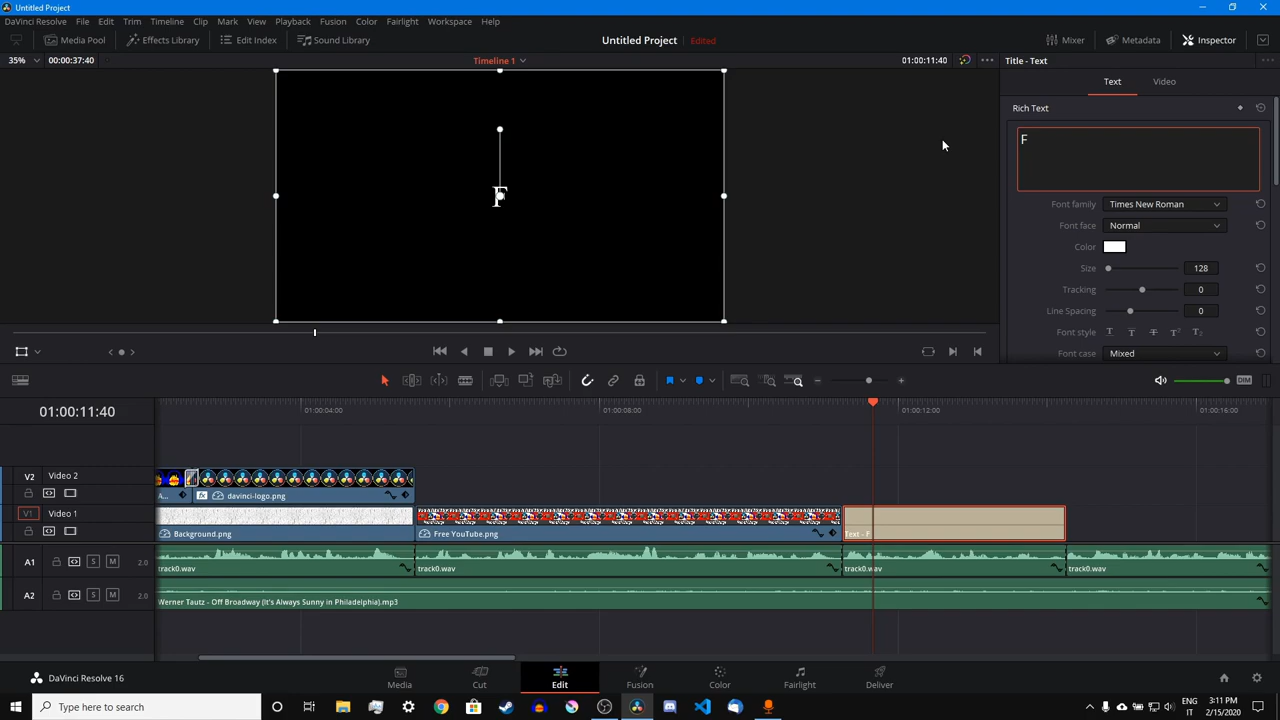 Untitled Project
DaVinci Resolve File Edit Trim Timeline Clip Mark View Playback Fusion Color Fairlight Workspace Help
Media Pool Effects Library Edit Index Sound Library Untitled Project Edited Mixer Metadata Inspector
35% 00:00:37:40 Timeline 1 01:00:11:40 Title - Text
Text Video
Rich Text
F
F
Font family Times New Roman
Font face Normal
Color
Size 128
Tracking 0
Line Spacing 0
Font style T T T T² T₂
Font case Mixed
DIM
01:00:11:40 01:00:04:00 01:00:08:00 01:00:12:00 01:00:16:00
V2 Video 2
A... davinci-logo.png
V1 Video 1
Background.png Free YouTube.png Text - F
A1 S M 2.0
track0.wav track0.wav track0.wav track0.wav
A2 S M 2.0
Werner Tautz - Off Broadway (It's Always Sunny in Philadelphia).mp3
DaVinci Resolve 16 Media Cut Edit Fusion Color Fairlight Deliver
Type here to search ENG 3:11 PM
IT 2/15/2020